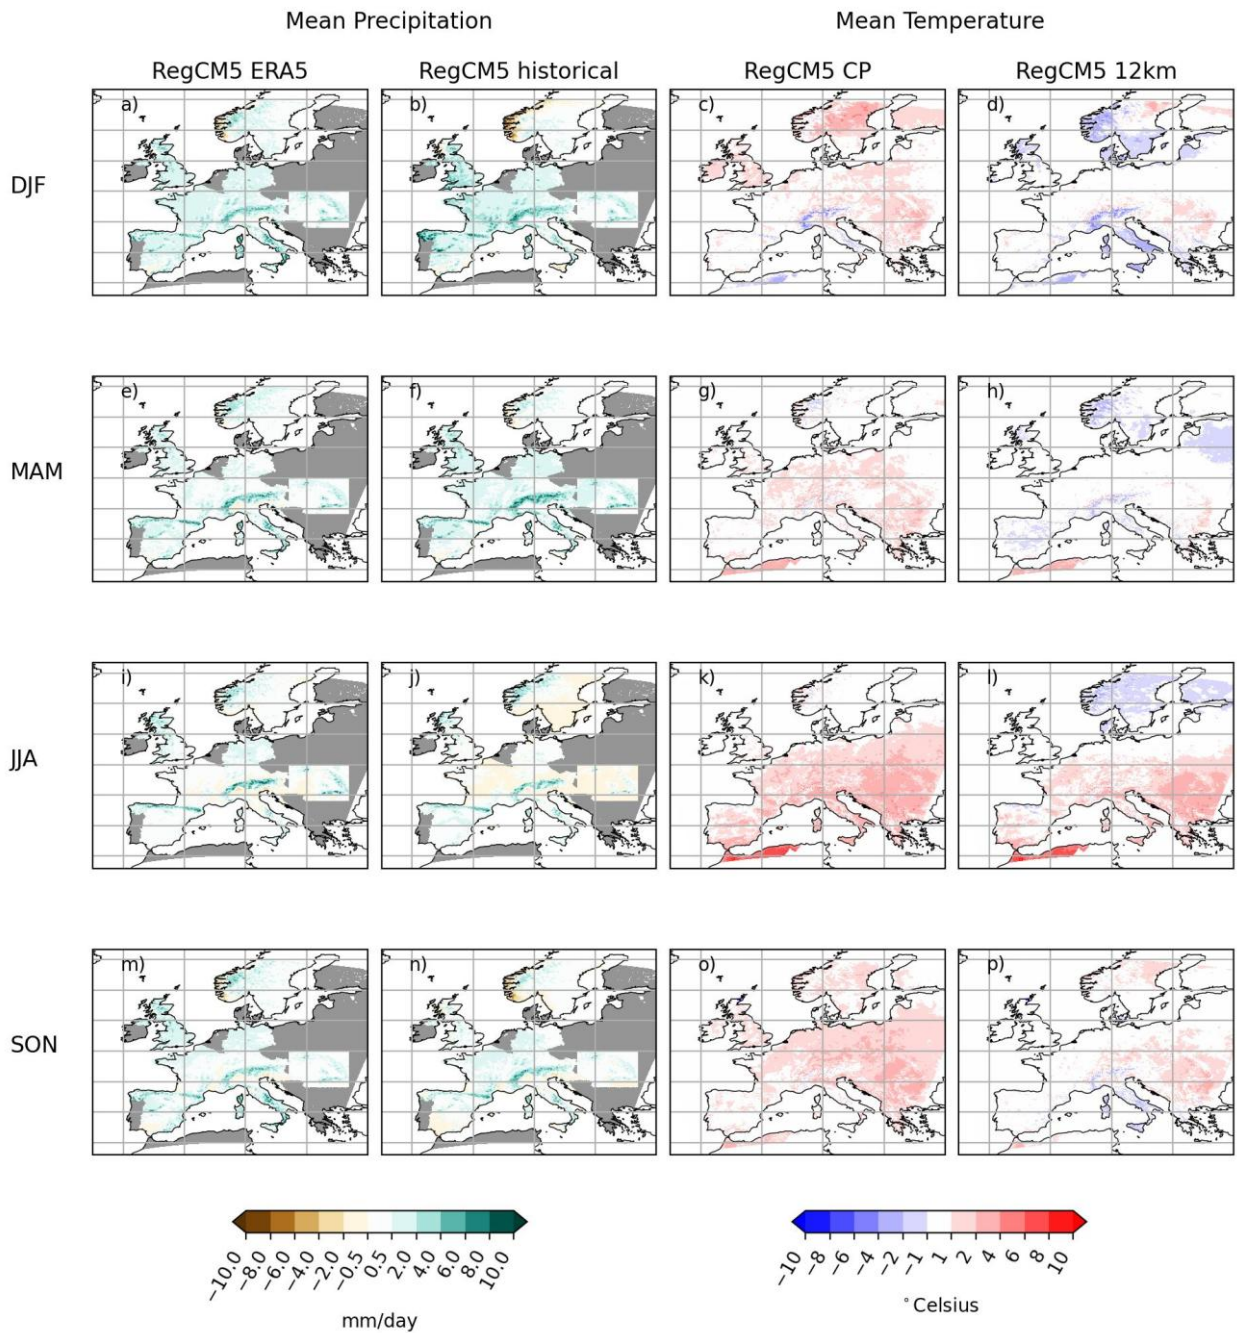 Mean Precipitation
Mean Temperature
RegCM5 ERA5
RegCM5 historical
RegCM5 CP
RegCM5 12km
DJF
a)
b)
c)
d)
MAM
e)
f)
g)
h)
JJA
i)
j)
k)
l)
SON
m)
n)
o)
p)
−10.0
−8.0
−6.0
−4.0
−2.0
−0.5
0.5
2.0
4.0
6.0
8.0
10.0
mm/day
−10
−8
−6
−4
−2
−1
1
2
4
6
8
10
°Celsius